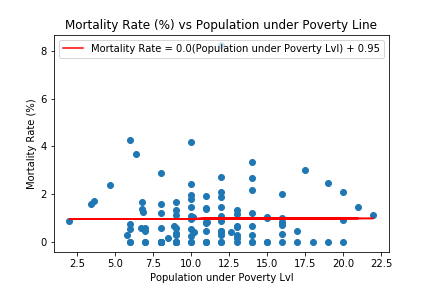 Mortality Rate (%) vs Population under Poverty Line
Mortality Rate = 0.0(Population under Poverty Lvl) + 0.95
8
6
4
2
0
Mortality Rate (%)
2.5 5.0 7.5 10.0 12.5 15.0 17.5 20.0 22.5
Population under Poverty Lvl